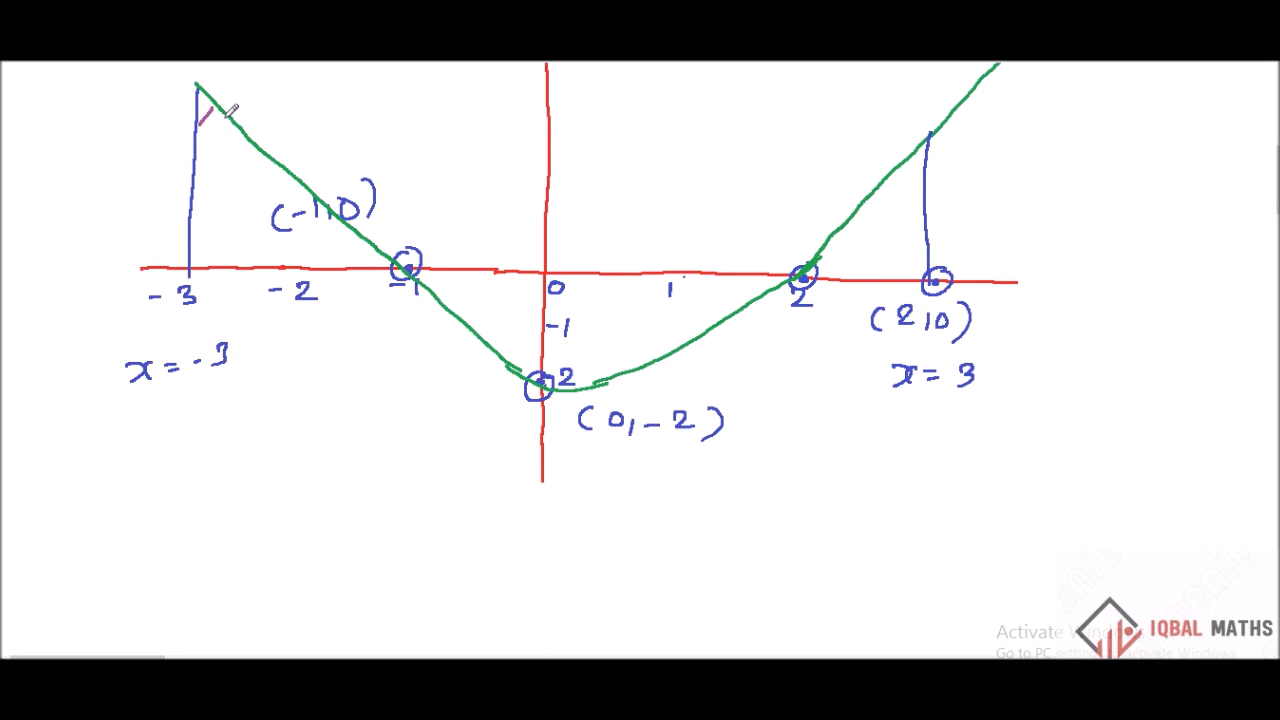 (-1,0)
-3 -2 -1 0 1 2
-1
(2,0)
x = -3
-2
x = 3
(0,-2)
IQBAL MATHS
Activate Windows
Go to PC settings to activate Windows.